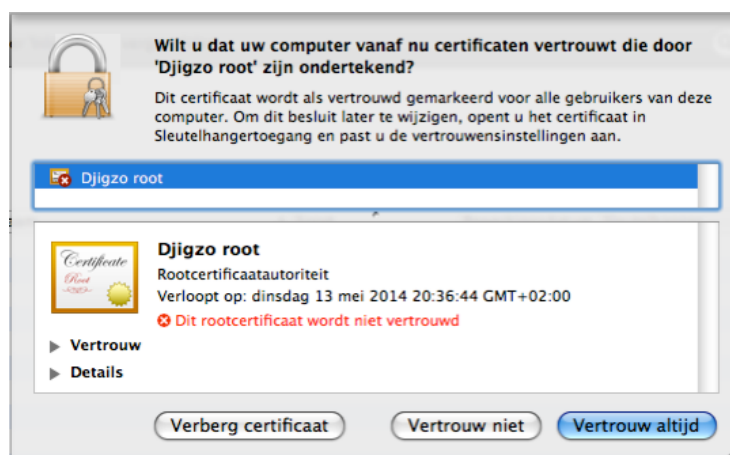 Wilt u dat uw computer vanaf nu certificaten vertrouwt die door
'Djigzo root' zijn ondertekend?
Dit certificaat wordt als vertrouwd gemarkeerd voor alle gebruikers van deze
computer. Om dit besluit later te wijzigen, opent u het certificaat in
Sleutelhangertoegang en past u de vertrouwensinstellingen aan.
Djigzo root
Certificate
Root
Djigzo root
Rootcertificaatautoriteit
Verloopt op: dinsdag 13 mei 2014 20:36:44 GMT+02:00
Dit rootcertificaat wordt niet vertrouwd
Vertrouw
Details
Verberg certificaat
Vertrouw niet
Vertrouw altijd